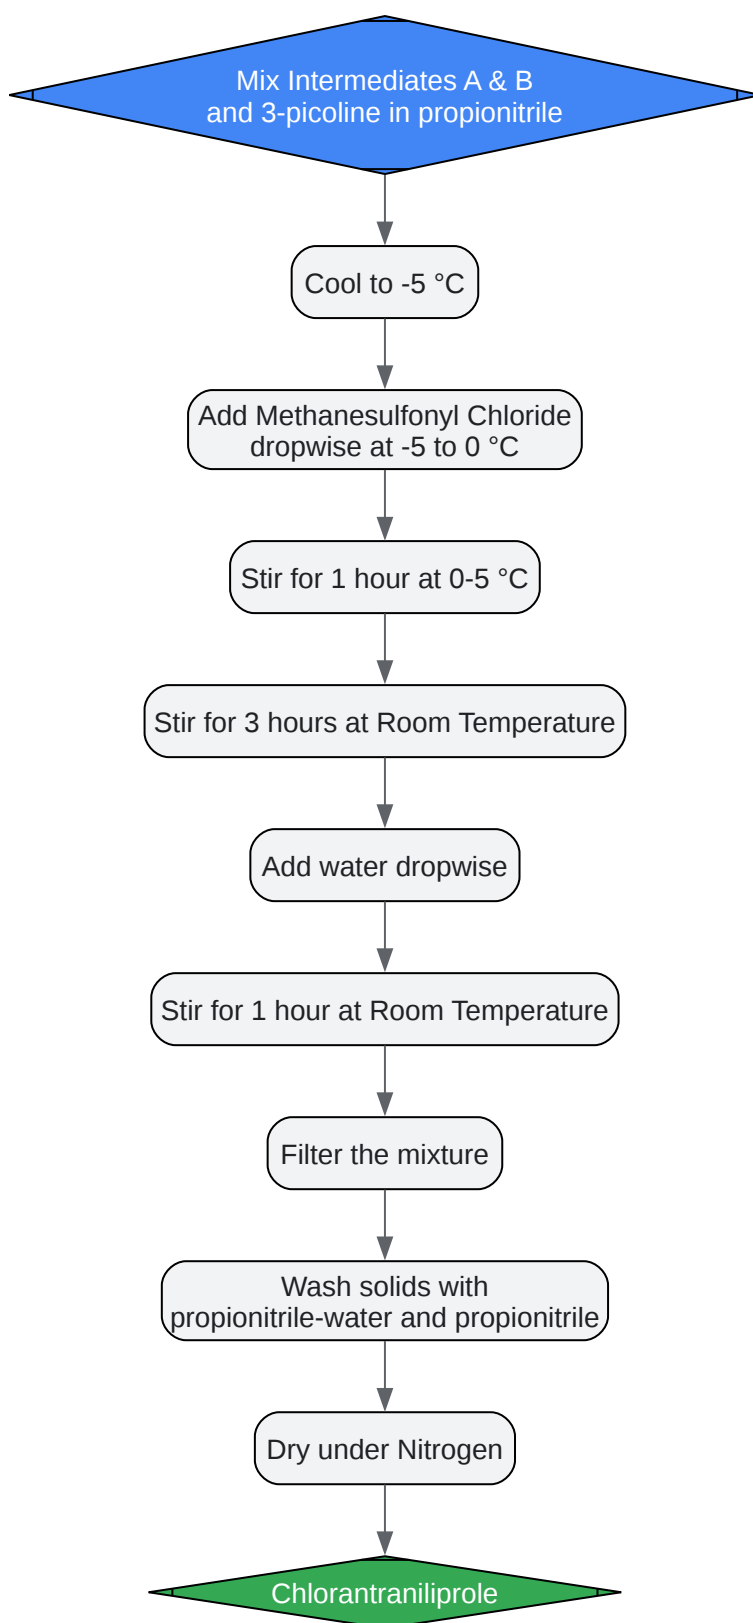 Mix Intermediates A & B
and 3-picoline in propionitrile
Cool to -5 °C
Add Methanesulfonyl Chloride
dropwise at -5 to 0 °C
Stir for 1 hour at 0-5 °C
Stir for 3 hours at Room Temperature
Add water dropwise
Stir for 1 hour at Room Temperature
Filter the mixture
Wash solids with
propionitrile-water and propionitrile
Dry under Nitrogen
Chlorantraniliprole